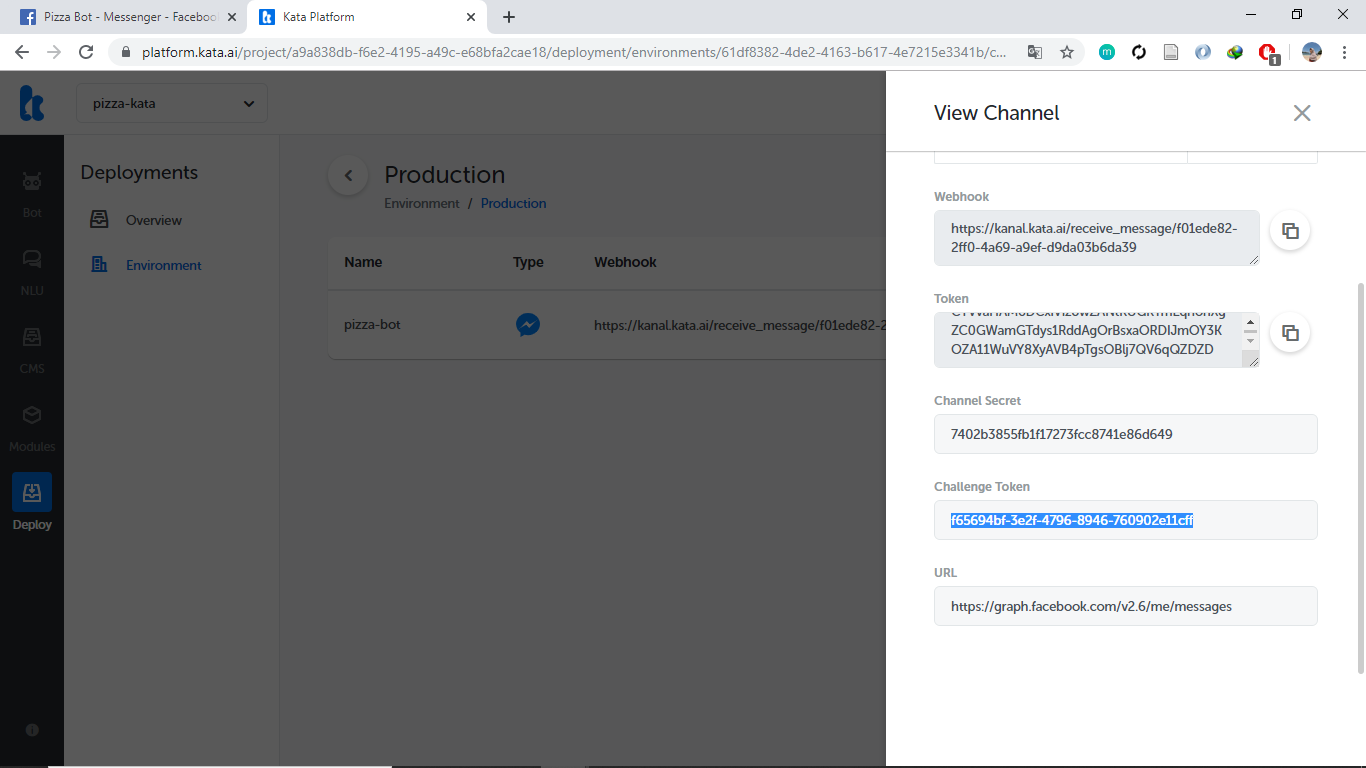 Pizza Bot - Messenger - Faceboo
Kata Platform
platform.kata.ai/project/a9a838db-f6e2-4195-a49c-e68bfa2cae18/deployment/environments/61df8382-4de2-4163-b617-4e7215e3341b/c...
1
pizza-kata
Bot
NLU
CMS
Modules
Deploy
Deployments
Overview
Environment
Production
Environment / Production
Name Type Webhook
pizza-bot https://kanal.kata.ai/receive_message/f01ede82-2
View Channel
Webhook
https://kanal.kata.ai/receive_message/f01ede82-
2ff0-4a69-a9ef-d9da03b6da39
Token
ZC0GWamGTdys1RddAgOrBsxaORDIJmOY3K
OZA11WuVY8XyAVB4pTgsOBlj7QV6qQZDZD
Channel Secret
7402b3855fb1f17273fcc8741e86d649
Challenge Token
f65694bf-3e2f-4796-8946-760902e11cff
URL
https://graph.facebook.com/v2.6/me/messages